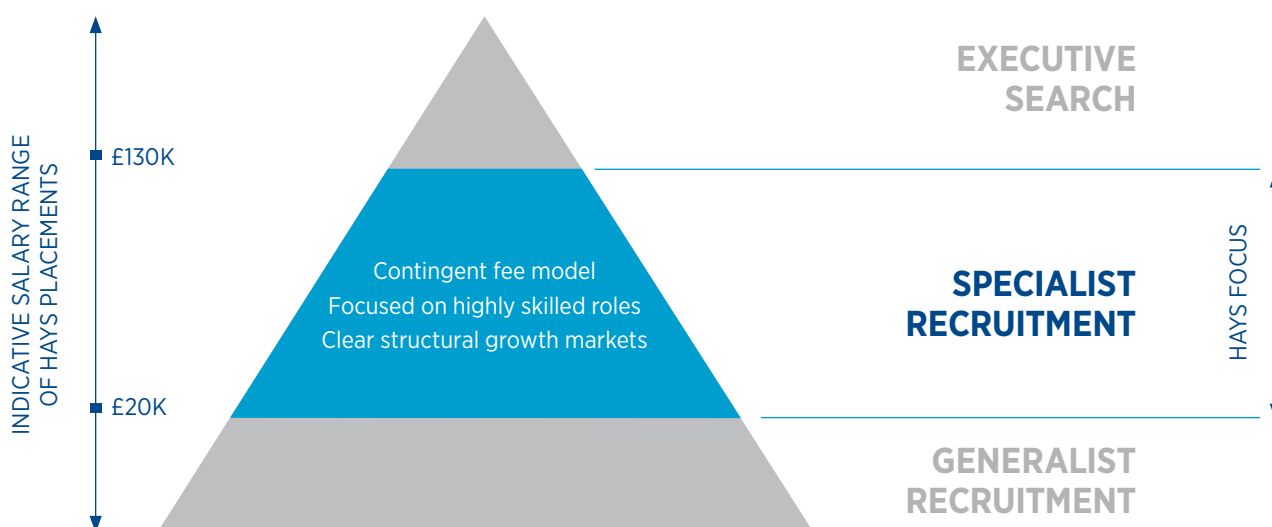 INDICATIVE SALARY RANGE
OF HAYS PLACEMENTS
£130K
£20K
Contingent fee model
Focused on highly skilled roles
Clear structural growth markets
EXECUTIVE
SEARCH
SPECIALIST
RECRUITMENT
GENERALIST
RECRUITMENT
HAYS FOCUS